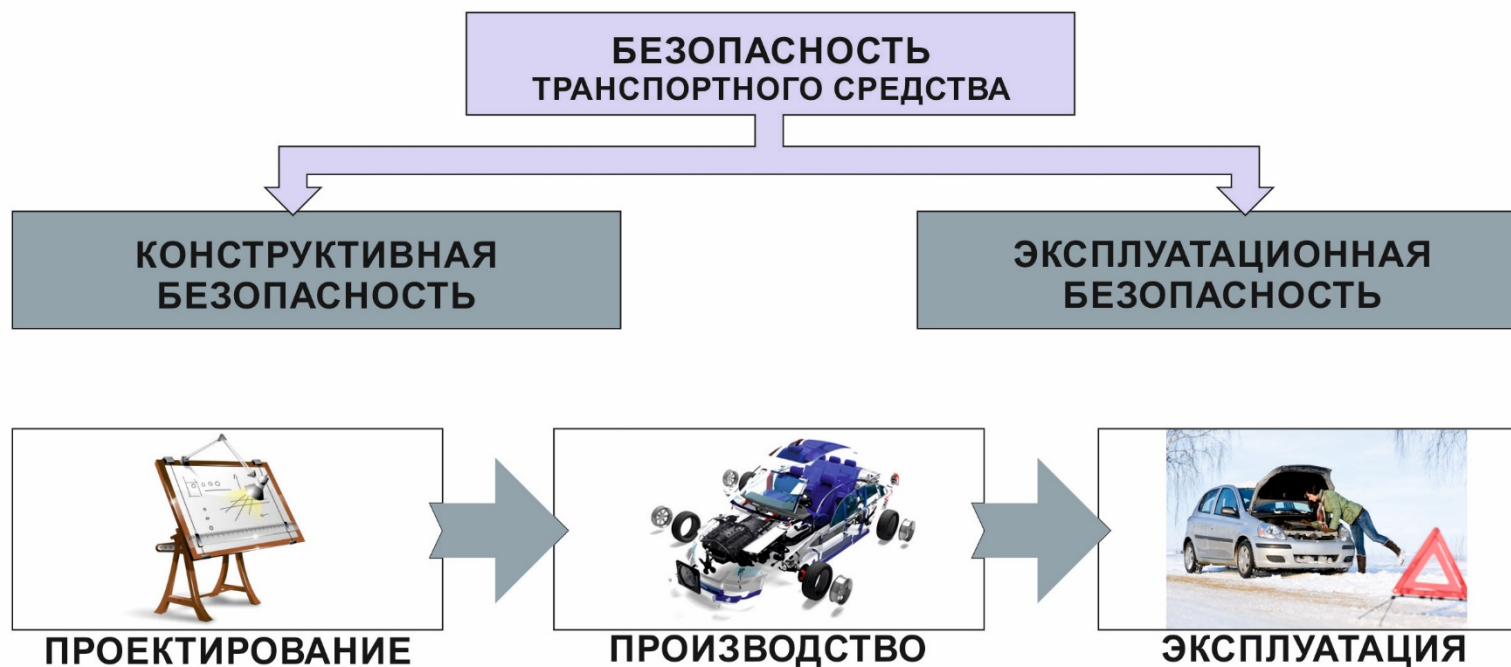 БЕЗОПАСНОСТЬ
ТРАНСПОРТНОГО СРЕДСТВА
КОНСТРУКТИВНАЯ
БЕЗОПАСНОСТЬ
ЭКСПЛУАТАЦИОННАЯ
БЕЗОПАСНОСТЬ
ПРОЕКТИРОВАНИЕ
ПРОИЗВОДСТВО
ЭКСПЛУАТАЦИЯ